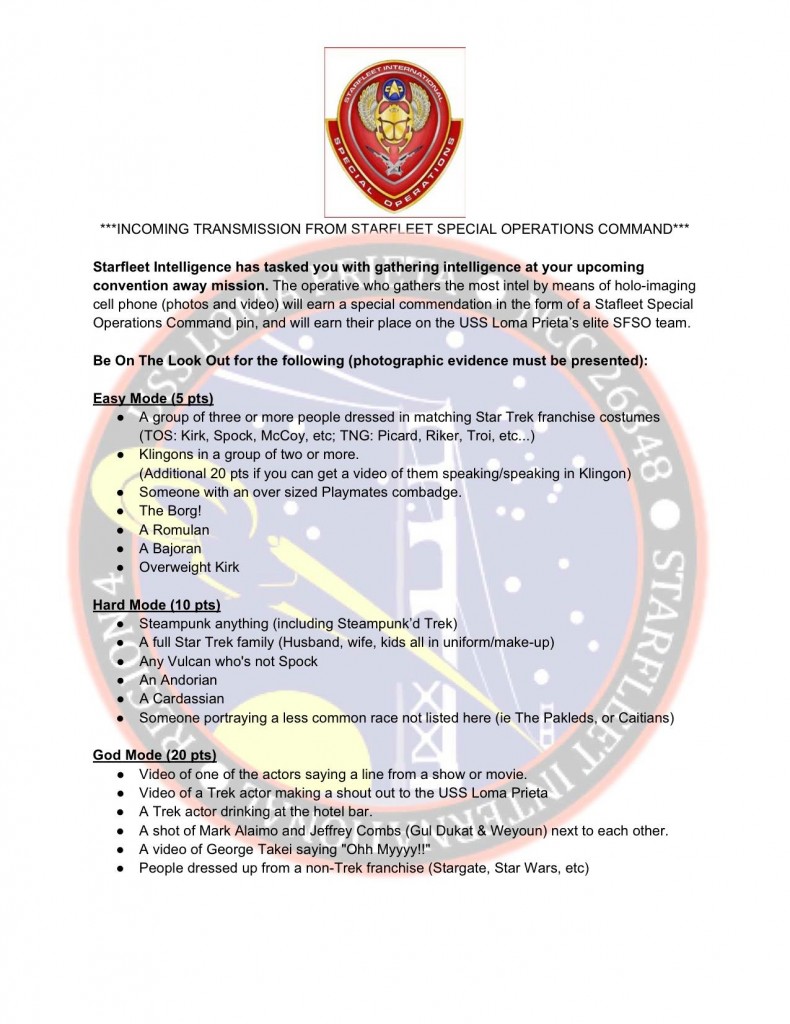 STARFLEET INTERNATIONAL
SPECIAL OPERATIONS
***INCOMING TRANSMISSION FROM STARFLEET SPECIAL OPERATIONS COMMAND***
Starfleet Intelligence has tasked you with gathering intelligence at your upcoming
convention away mission. The operative who gathers the most intel by means of holo-imaging
cell phone (photos and video) will earn a special commendation in the form of a Stafleet Special
Operations Command pin, and will earn their place on the USS Loma Prieta's elite SFSO team.
Be On The Look Out for the following (photographic evidence must be presented):
Easy Mode (5 pts)
● A group of three or more people dressed in matching Star Trek franchise costumes
(TOS: Kirk, Spock, McCoy, etc; TNG: Picard, Riker, Troi, etc...)
● Klingons in a group of two or more.
(Additional 20 pts if you can get a video of them speaking/speaking in Klingon)
● Someone with an over sized Playmates combadge.
● The Borg!
● A Romulan
● A Bajoran
● Overweight Kirk
Hard Mode (10 pts)
● Steampunk anything (including Steampunk'd Trek)
● A full Star Trek family (Husband, wife, kids all in uniform/make-up)
● Any Vulcan who's not Spock
● An Andorian
● A Cardassian
● Someone portraying a less common race not listed here (ie The Pakleds, or Caitians)
God Mode (20 pts)
● Video of one of the actors saying a line from a show or movie.
● Video of a Trek actor making a shout out to the USS Loma Prieta
● A Trek actor drinking at the hotel bar.
● A shot of Mark Alaimo and Jeffrey Combs (Gul Dukat & Weyoun) next to each other.
● A video of George Takei saying "Ohh Myyyy!!"
● People dressed up from a non-Trek franchise (Stargate, Star Wars, etc)
USS LOMA PRIETA NCC 26348 ● STARFLEET INTERNATIONAL ● REGION 4